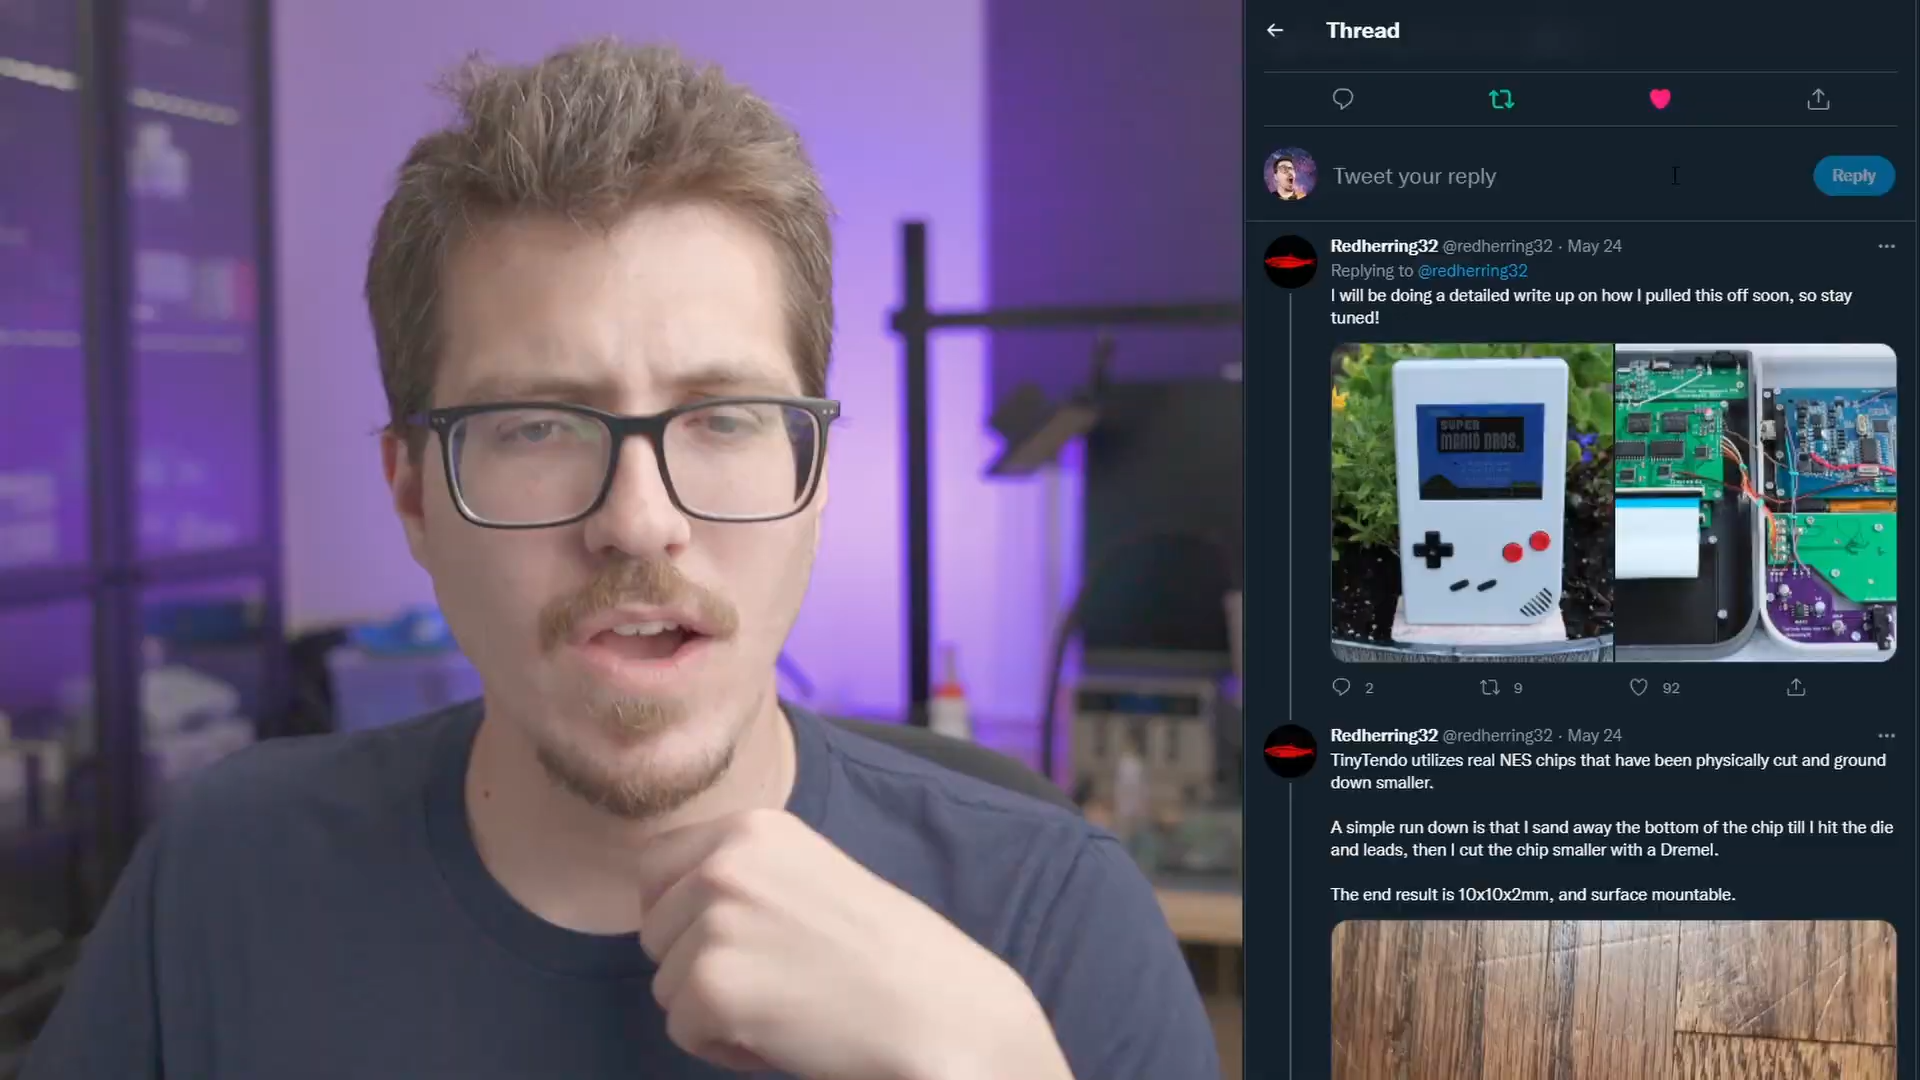 Thread
Tweet your reply
Reply
Redherring32 @redherring32 · May 24
Replying to @redherring32
I will be doing a detailed write up on how I pulled this off soon, so stay
tuned!
SUPER
MARIO BROS.
2
9
92
Redherring32 @redherring32 · May 24
TinyTendo utilizes real NES chips that have been physically cut and ground
down smaller.
A simple run down is that I sand away the bottom of the chip till I hit the die
and leads, then I cut the chip smaller with a Dremel.
The end result is 10x10x2mm, and surface mountable.